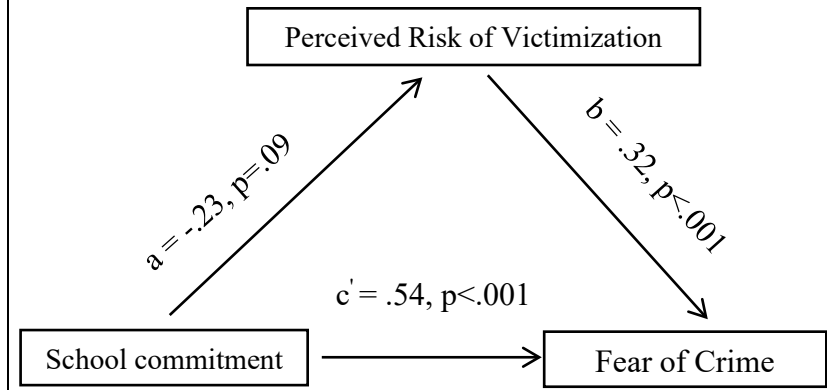 Perceived Risk of Victimization
a = -.23, p=.09
b = .32, p<.001
c' = .54, p<.001
School commitment
Fear of Crime